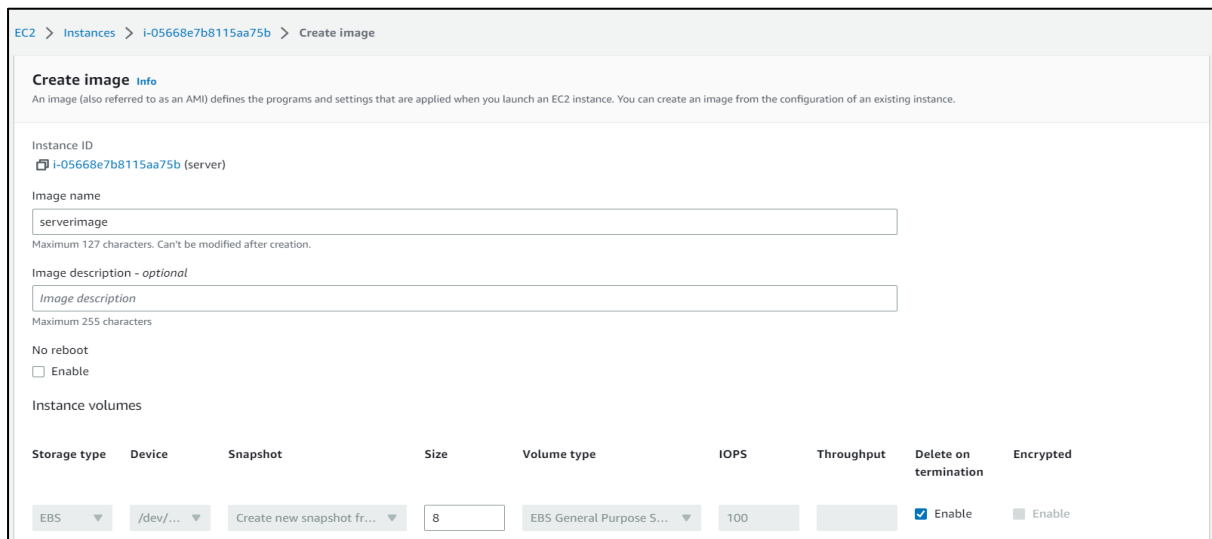 EC2 > Instances > i-05668e7b8115aa75b > Create image
Create image Info
An image (also referred to as an AMI) defines the programs and settings that are applied when you launch an EC2 instance. You can create an image from the configuration of an existing instance.
Instance ID
i-05668e7b8115aa75b (server)
Image name
serverimage
Maximum 127 characters. Can't be modified after creation.
Image description - optional
Image description
Maximum 255 characters
No reboot
Enable
Instance volumes
Storage type Device Snapshot Size Volume type IOPS Throughput Delete on termination Encrypted
EBS /dev/... Create new snapshot fr... 8 EBS General Purpose S... 100 Enable Enable